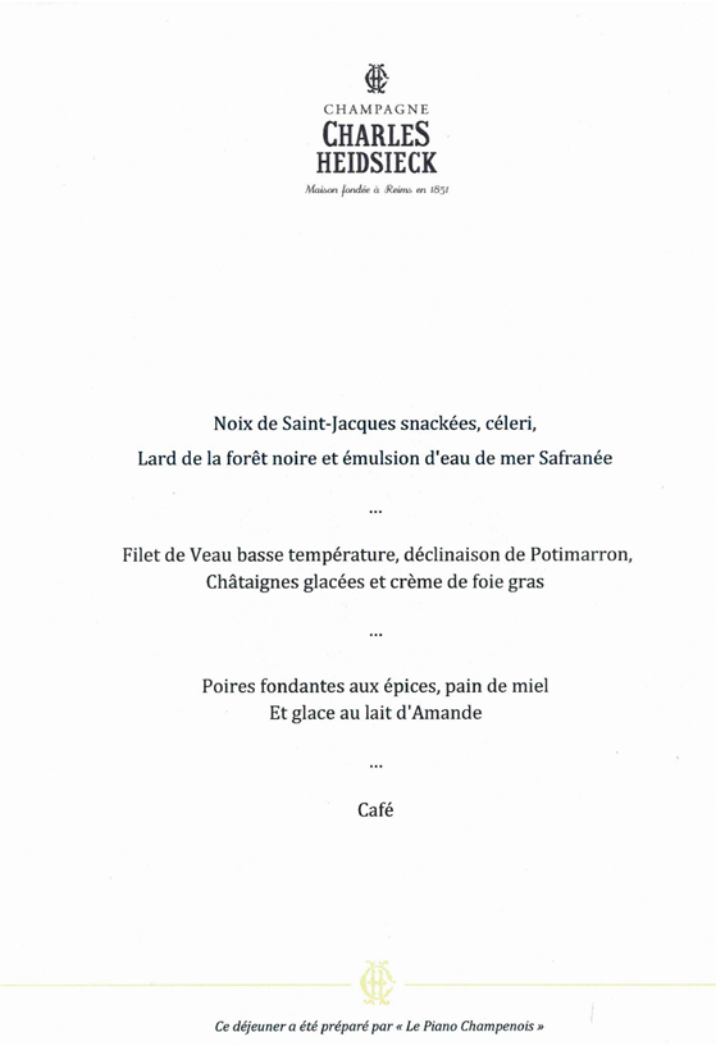 CHAMPAGNE
CHARLES
HEIDSIECK
Maison fondée à Reims en 1851
Noix de Saint-Jacques snackées, céleri,
Lard de la forêt noire et émulsion d'eau de mer Safranée
...
Filet de Veau basse température, déclinaison de Potimarron,
Châtaignes glacées et crème de foie gras
...
Poires fondantes aux épices, pain de miel
Et glace au lait d'Amande
...
Café
Ce déjeuner a été préparé par « Le Piano Champenois »